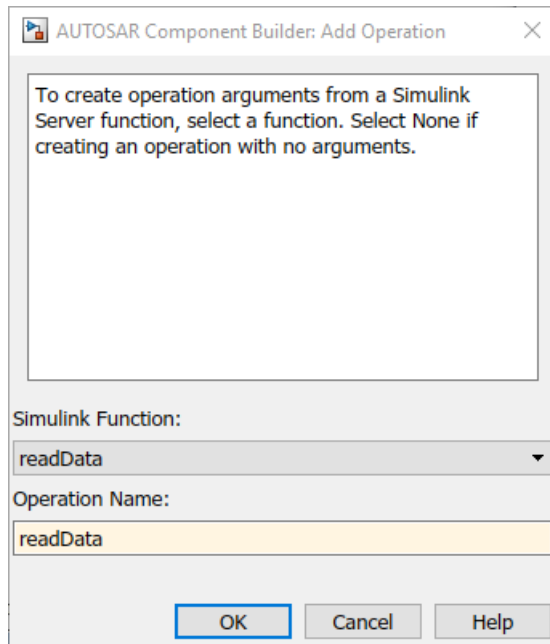 AUTOSAR Component Builder: Add Operation
To create operation arguments from a Simulink
Server function, select a function. Select None if
creating an operation with no arguments.
Simulink Function:
readData
Operation Name:
readData
OK Cancel Help